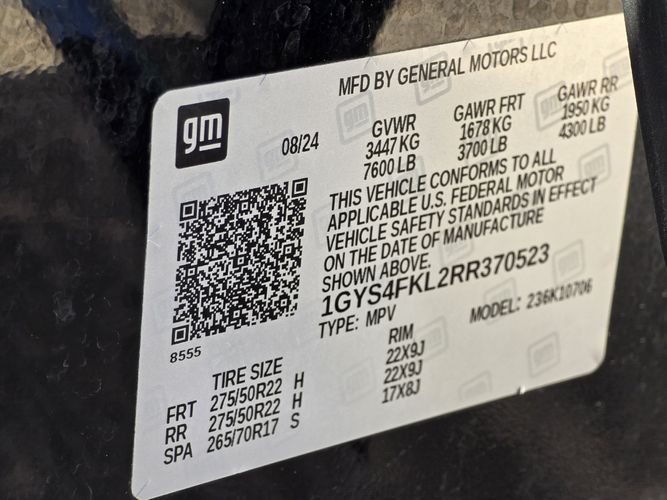 MFD BY GENERAL MOTORS LLC
gm
08/24
GVWR GAWR FRT GAWR RR
3447 KG 1678 KG 1950 KG
7600 LB 3700 LB 4300 LB
THIS VEHICLE CONFORMS TO ALL
APPLICABLE U.S. FEDERAL MOTOR
VEHICLE SAFETY STANDARDS IN EFFECT
ON THE DATE OF MANUFACTURE
SHOWN ABOVE.
1GYS4FKL2RR370523
TYPE: MPV MODEL: 236K10706
8555
TIRE SIZE RIM
FRT 275/50R22 H 22X9J
RR 275/50R22 H 22X9J
SPA 265/70R17 S 17X8J